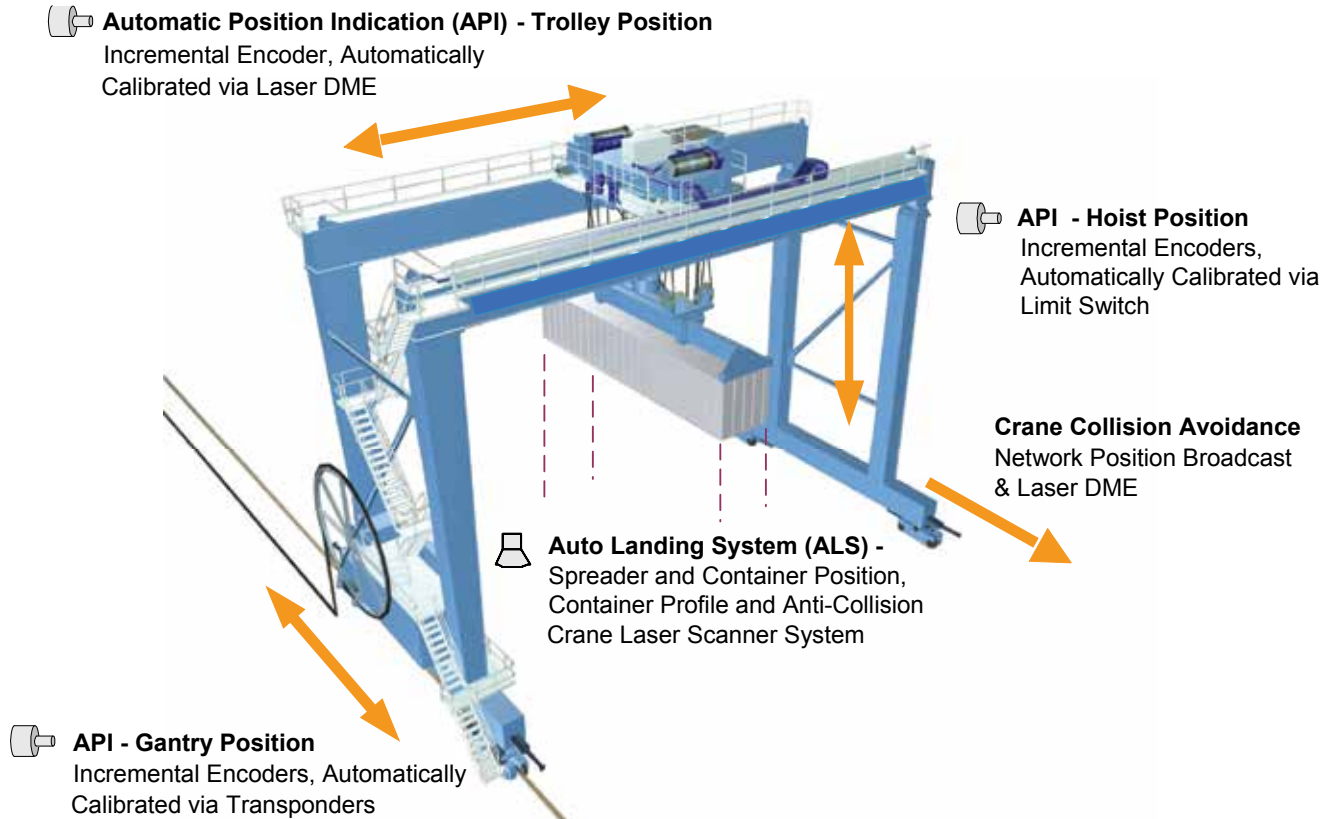 Automatic Position Indication (API) - Trolley Position
Incremental Encoder, Automatically
Calibrated via Laser DME
API - Hoist Position
Incremental Encoders,
Automatically Calibrated via
Limit Switch
Crane Collision Avoidance
Network Position Broadcast
& Laser DME
Auto Landing System (ALS) -
Spreader and Container Position,
Container Profile and Anti-Collision
Crane Laser Scanner System
API - Gantry Position
Incremental Encoders, Automatically
Calibrated via Transponders